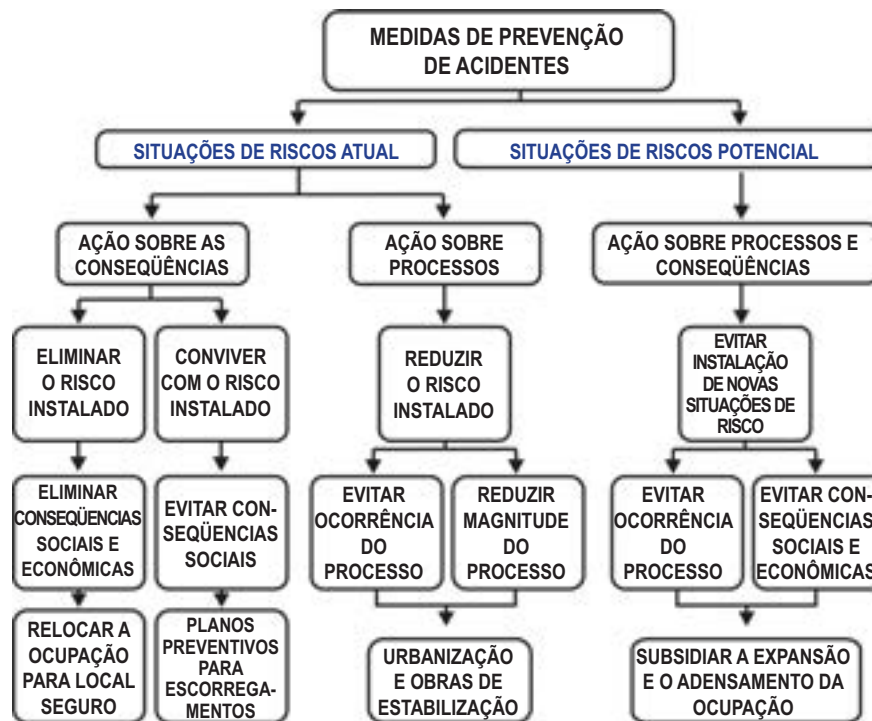 MEDIDAS DE PREVENÇÃO
DE ACIDENTES
SITUAÇÕES DE RISCOS ATUAL
SITUAÇÕES DE RISCOS POTENCIAL
AÇÃO SOBRE AS
CONSEQÜÊNCIAS
AÇÃO SOBRE
PROCESSOS
AÇÃO SOBRE PROCESSOS E
CONSEQÜÊNCIAS
ELIMINAR
O RISCO
INSTALADO
CONVIVER
COM O RISCO
INSTALADO
REDUZIR
O RISCO
INSTALADO
EVITAR
INSTALAÇÃO
DE NOVAS
SITUAÇÕES DE
RISCO
ELIMINAR
CONSEQÜENCIAS
SOCIAIS E
ECONÔMICAS
EVITAR CON-
SEQÜENCIAS
SOCIAIS
EVITAR
OCORRÊNCIA
DO
PROCESSO
REDUZIR
MAGNITUDE
DO
PROCESSO
EVITAR
OCORRÊNCIA
DO
PROCESSO
EVITAR CON-
SEQÜENCIAS
SOCIAIS E
ECONÔMICAS
RELOCAR A
OCUPAÇÃO
PARA LOCAL
SEGURO
PLANOS
PREVENTIVOS
PARA
ESCORREGA-
MENTOS
URBANIZAÇÃO
E OBRAS DE
ESTABILIZAÇÃO
SUBSIDIAR A EXPANSÃO
E O ADENSAMENTO DA
OCUPAÇÃO